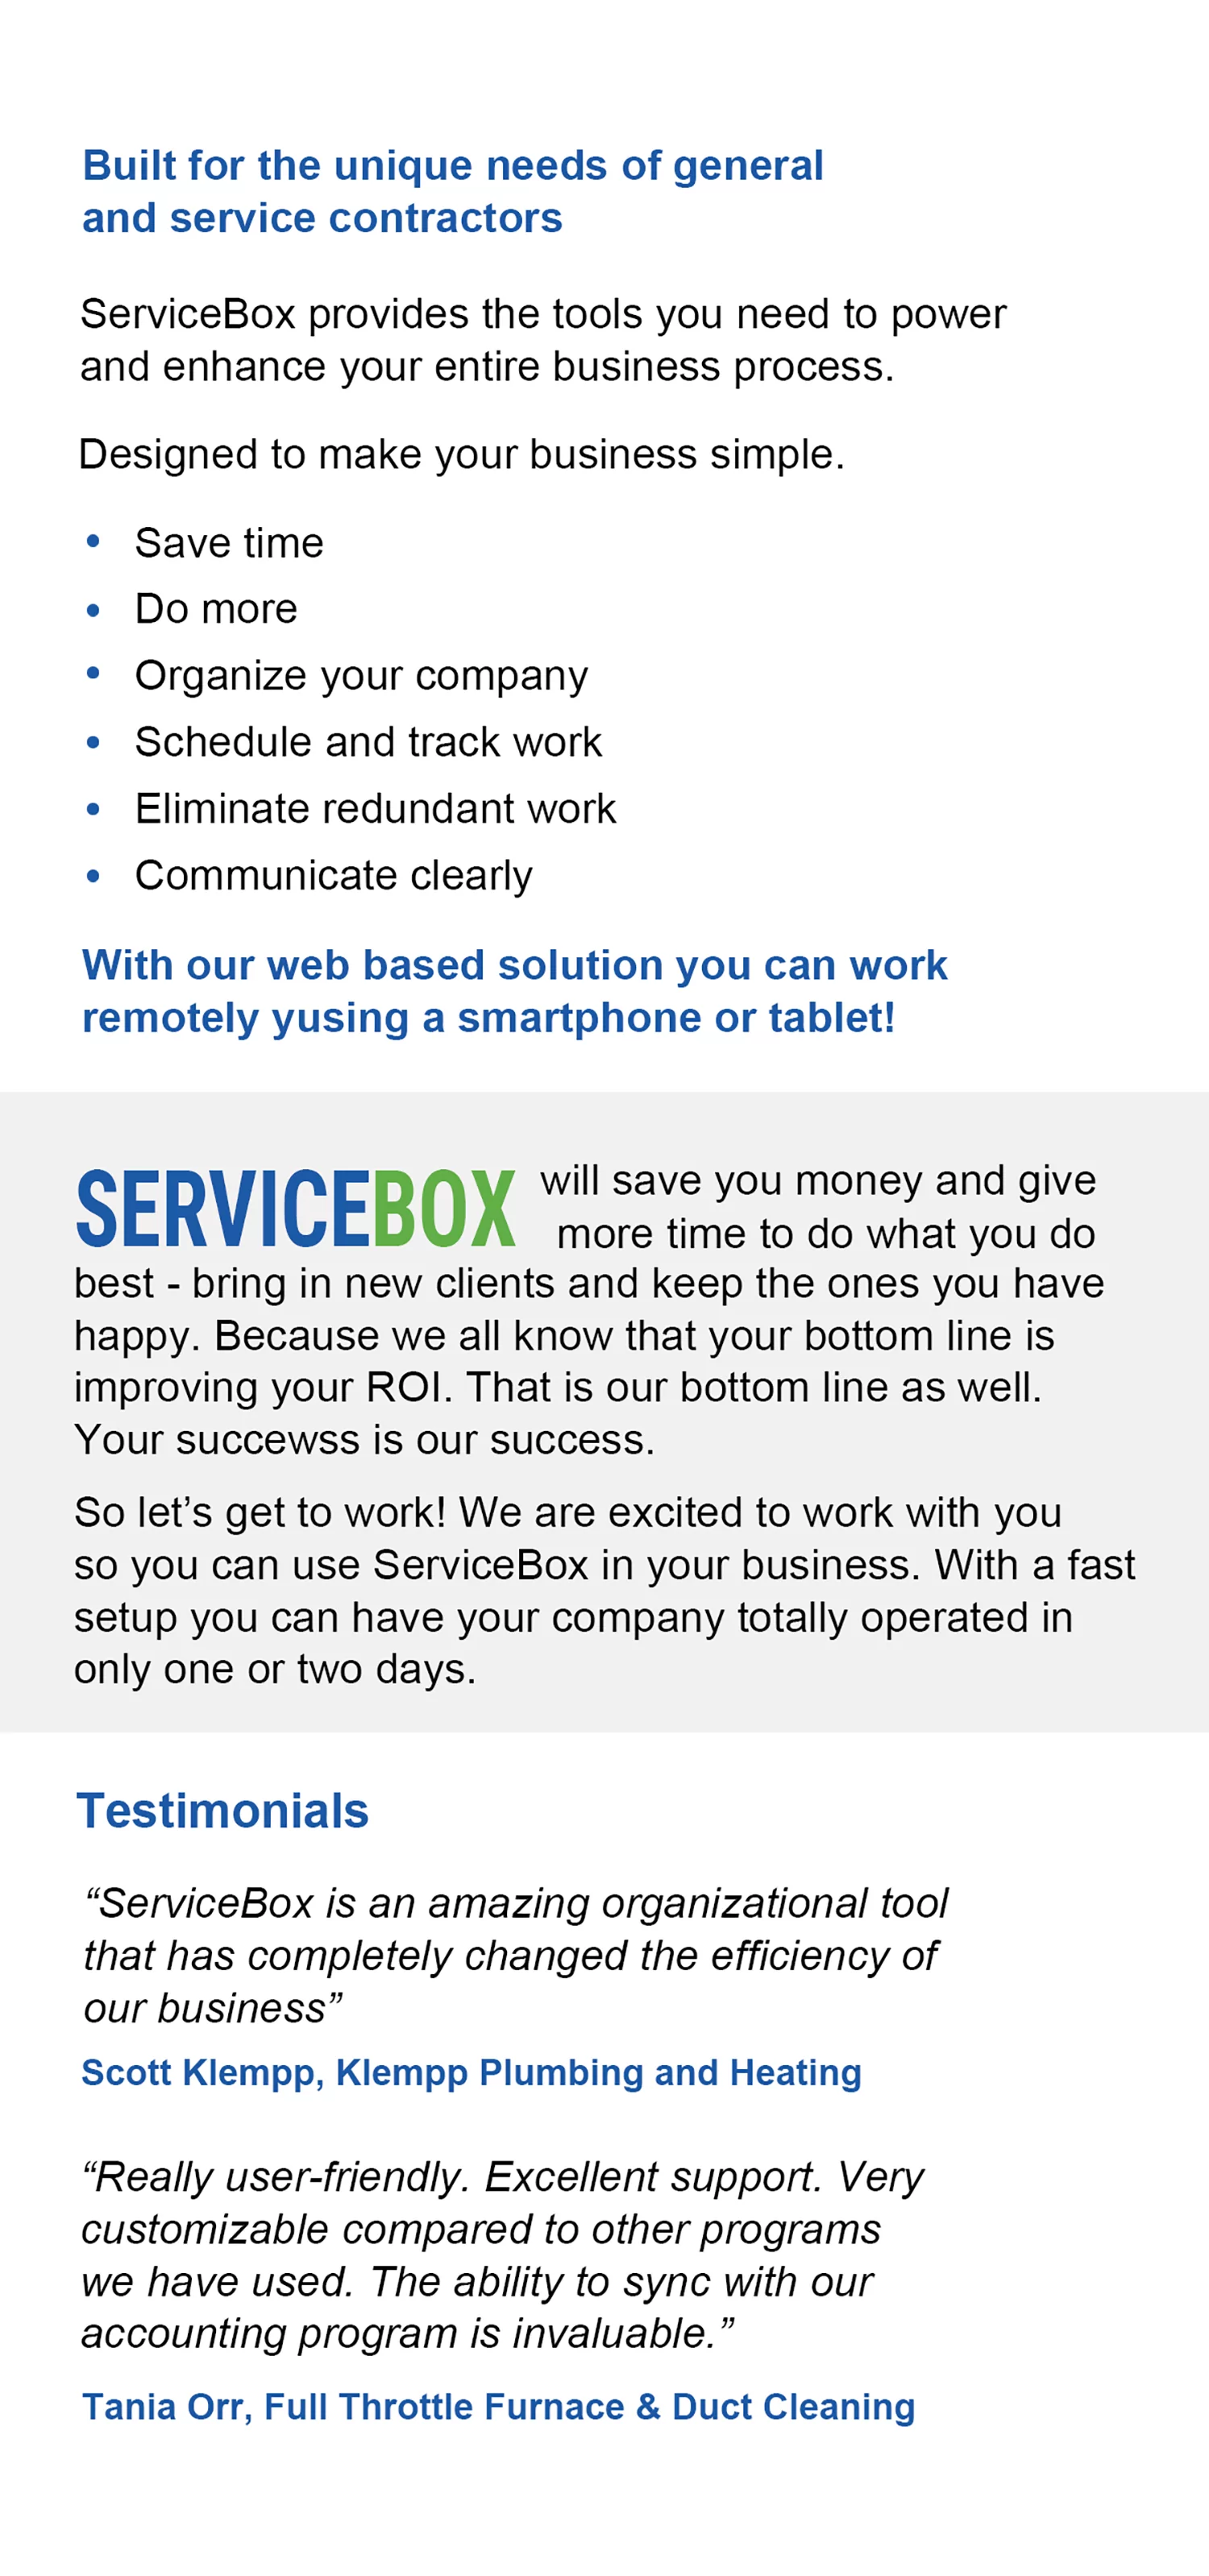 Built for the unique needs of general
and service contractors
ServiceBox provides the tools you need to power
and enhance your entire business process.
Designed to make your business simple.
• Save time
• Do more
• Organize your company
• Schedule and track work
• Eliminate redundant work
• Communicate clearly
With our web based solution you can work
remotely yusing a smartphone or tablet!
SERVICEBOX will save you money and give
more time to do what you do
best - bring in new clients and keep the ones you have
happy. Because we all know that your bottom line is
improving your ROI. That is our bottom line as well.
Your succewss is our success.
So let’s get to work! We are excited to work with you
so you can use ServiceBox in your business. With a fast
setup you can have your company totally operated in
only one or two days.
Testimonials
“ServiceBox is an amazing organizational tool
that has completely changed the efficiency of
our business”
Scott Klempp, Klempp Plumbing and Heating
“Really user-friendly. Excellent support. Very
customizable compared to other programs
we have used. The ability to sync with our
accounting program is invaluable.”
Tania Orr, Full Throttle Furnace & Duct Cleaning